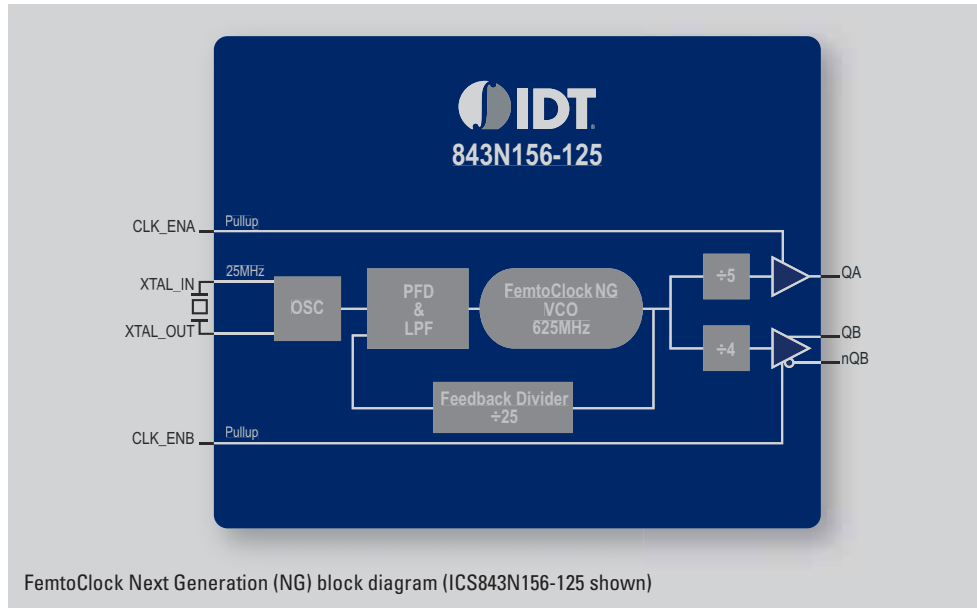 IDT.
843N156-125
CLK_ENA
Pullup
XTAL_IN
25MHz
XTAL_OUT
OSC
PFD
&
LPF
FemtoClock NG
VCO
625MHz
÷5
QA
÷4
QB
nQB
Feedback Divider
÷25
CLK_ENB
Pullup
FemtoClock Next Generation (NG) block diagram (ICS843N156-125 shown)